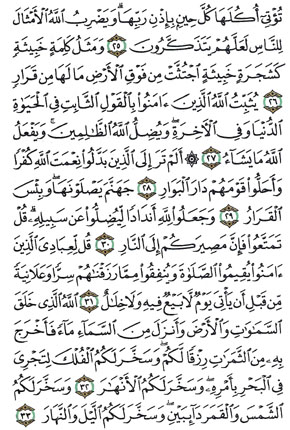 تُؤْتِىٓ أُكُلَهَا كُلَّ حِينٍۭ بِإِذْنِ رَبِّهَا ۗ وَيَضْرِبُ ٱللَّهُ ٱلْأَمْثَالَ
لِلنَّاسِ لَعَلَّهُمْ يَتَذَكَّرُونَ ٢٥ وَمَثَلُ كَلِمَةٍ خَبِيثَةٍ
كَشَجَرَةٍ خَبِيثَةٍ ٱجْتُثَّتْ مِن فَوْقِ ٱلْأَرْضِ مَا لَهَا مِن قَرَارٍ
٢٦ يُثَبِّتُ ٱللَّهُ ٱلَّذِينَ ءَامَنُوا۟ بِٱلْقَوْلِ ٱلثَّابِتِ فِى ٱلْحَيَوٰةِ
ٱلدُّنْيَا وَفِى ٱلْءَاخِرَةِ ۖ وَيُضِلُّ ٱللَّهُ ٱلظَّٰلِمِينَ ۚ وَيَفْعَلُ
ٱللَّهُ مَا يَشَآءُ ٢٧ ۞ أَلَمْ تَرَ إِلَى ٱلَّذِينَ بَدَّلُوا۟ نِعْمَتَ ٱللَّهِ كُفْرًا
وَأَحَلُّوا۟ قَوْمَهُمْ دَارَ ٱلْبَوَارِ ٢٨ جَهَنَّمَ يَصْلَوْنَهَا ۖ وَبِئْسَ
ٱلْقَرَارُ ٢٩ وَجَعَلُوا۟ لِلَّهِ أَندَادًا لِّيُضِلُّوا۟ عَن سَبِيلِهِۦ ۗ قُلْ
تَمَتَّعُوا۟ فَإِنَّ مَصِيرَكُمْ إِلَى ٱلنَّارِ ٣٠ قُل لِّعِبَادِىَ ٱلَّذِينَ
ءَامَنُوا۟ يُقِيمُوا۟ ٱلصَّلَوٰةَ وَيُنفِقُوا۟ مِمَّا رَزَقْنَٰهُمْ سِرًّا وَعَلَانِيَةً
مِّن قَبْلِ أَن يَأْتِىَ يَوْمٌ لَّا بَيْعٌ فِيهِ وَلَا خِلَٰلٌ ٣١ ٱللَّهُ ٱلَّذِى خَلَقَ
ٱلسَّمَٰوَٰتِ وَٱلْأَرْضَ وَأَنزَلَ مِنَ ٱلسَّمَآءِ مَآءً فَأَخْرَجَ
بِهِۦ مِنَ ٱلثَّمَرَٰتِ رِزْقًا لَّكُمْ ۖ وَسَخَّرَ لَكُمُ ٱلْفُلْكَ لِتَجْرِىَ
فِى ٱلْبَحْرِ بِأَمْرِهِۦ ۖ وَسَخَّرَ لَكُمُ ٱلْأَنْهَٰرَ ٣٢ وَسَخَّرَ لَكُمُ
ٱلشَّمْسَ وَٱلْقَمَرَ دَآئِبَيْنِ ۖ وَسَخَّرَ لَكُمُ ٱلَّيْلَ وَٱلنَّهَارَ ٣٣